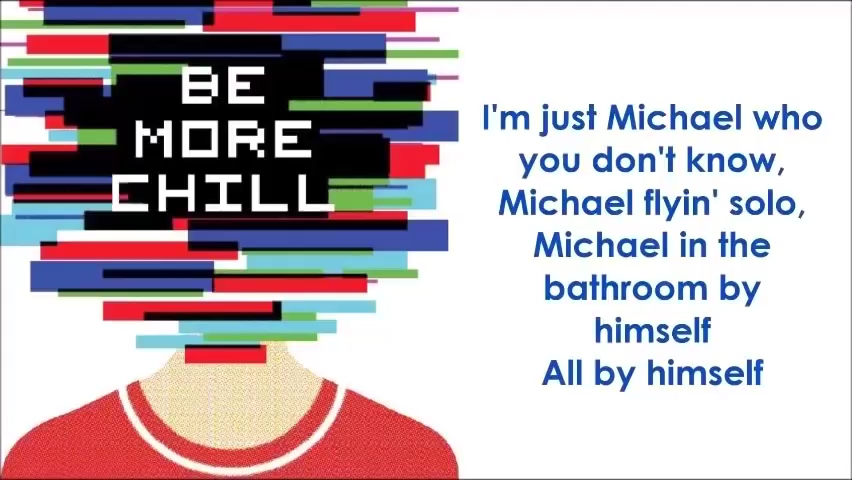 BE
MORE
CHILL
I'm just Michael who
you don't know,
Michael flyin' solo,
Michael in the
bathroom by
himself
All by himself